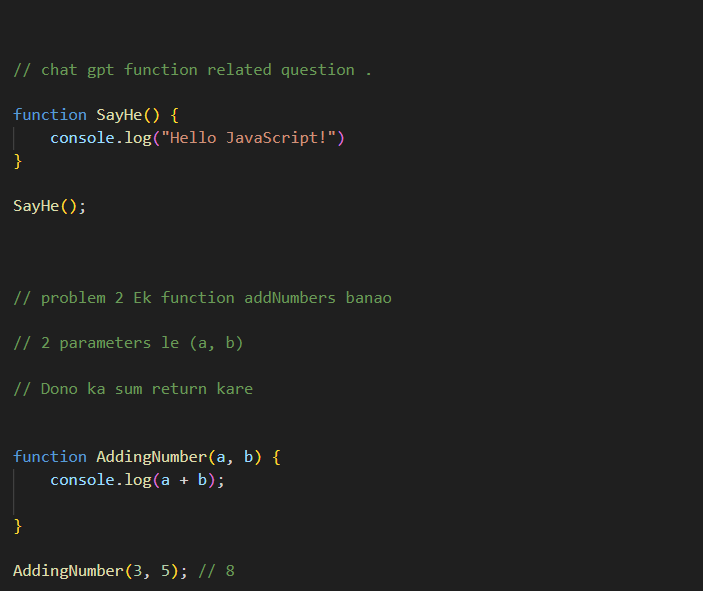 // chat gpt function related question .
function SayHe() {
    console.log("Hello JavaScript!")
}
SayHe();
// problem 2 Ek function addNumbers banao
// 2 parameters le (a, b)
// Dono ka sum return kare
function AddingNumber(a, b) {
    console.log(a + b);
}
AddingNumber(3, 5); // 8